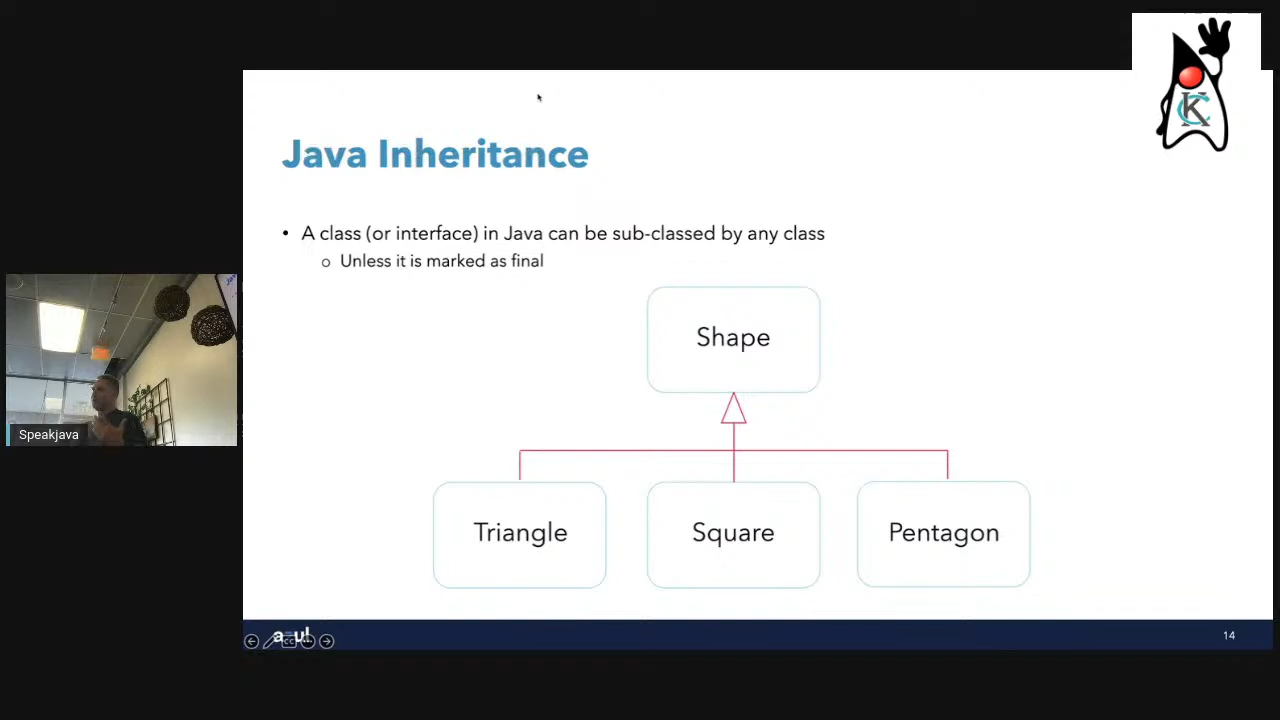 KC
Java Inheritance
• A class (or interface) in Java can be sub-classed by any class
o Unless it is marked as final
Shape
Triangle
Square
Pentagon
Speakjava
14